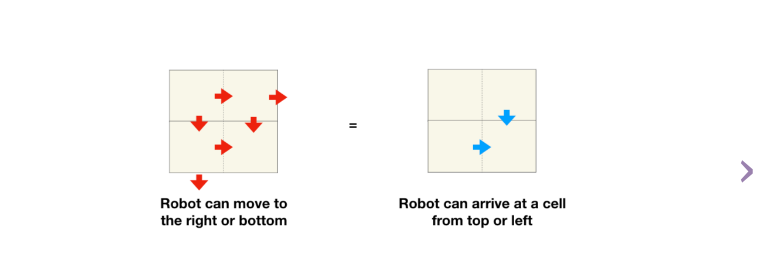 =
Robot can move to
the right or bottom
Robot can arrive at a cell
from top or left